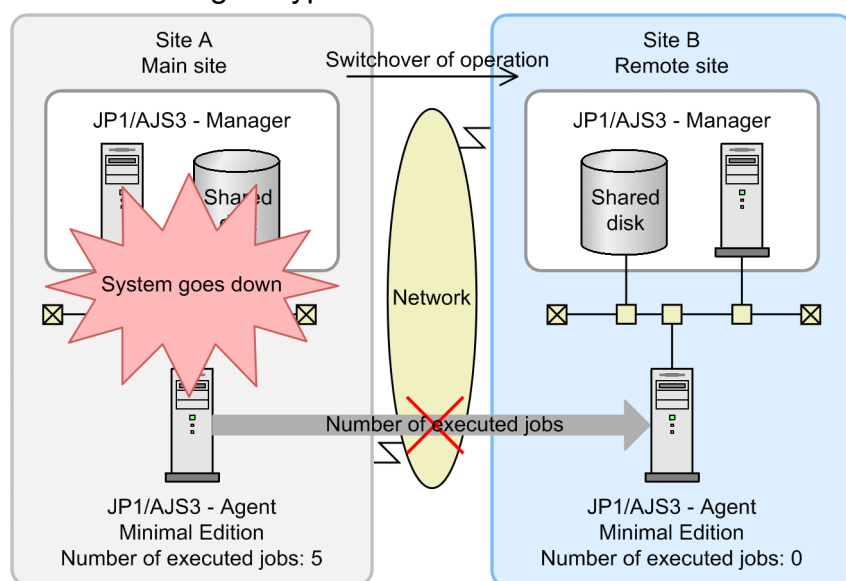 Site A
Main site
Switchover of operation
Site B
Remote site
JP1/AJS3 - Manager
JP1/AJS3 - Manager
Shared
Shared
disk
System goes down
Network
Number of executed jobs
JP1/AJS3 - Agent
Minimal Edition
Number of executed jobs: 5
JP1/AJS3 - Agent
Minimal Edition
Number of executed jobs: 0